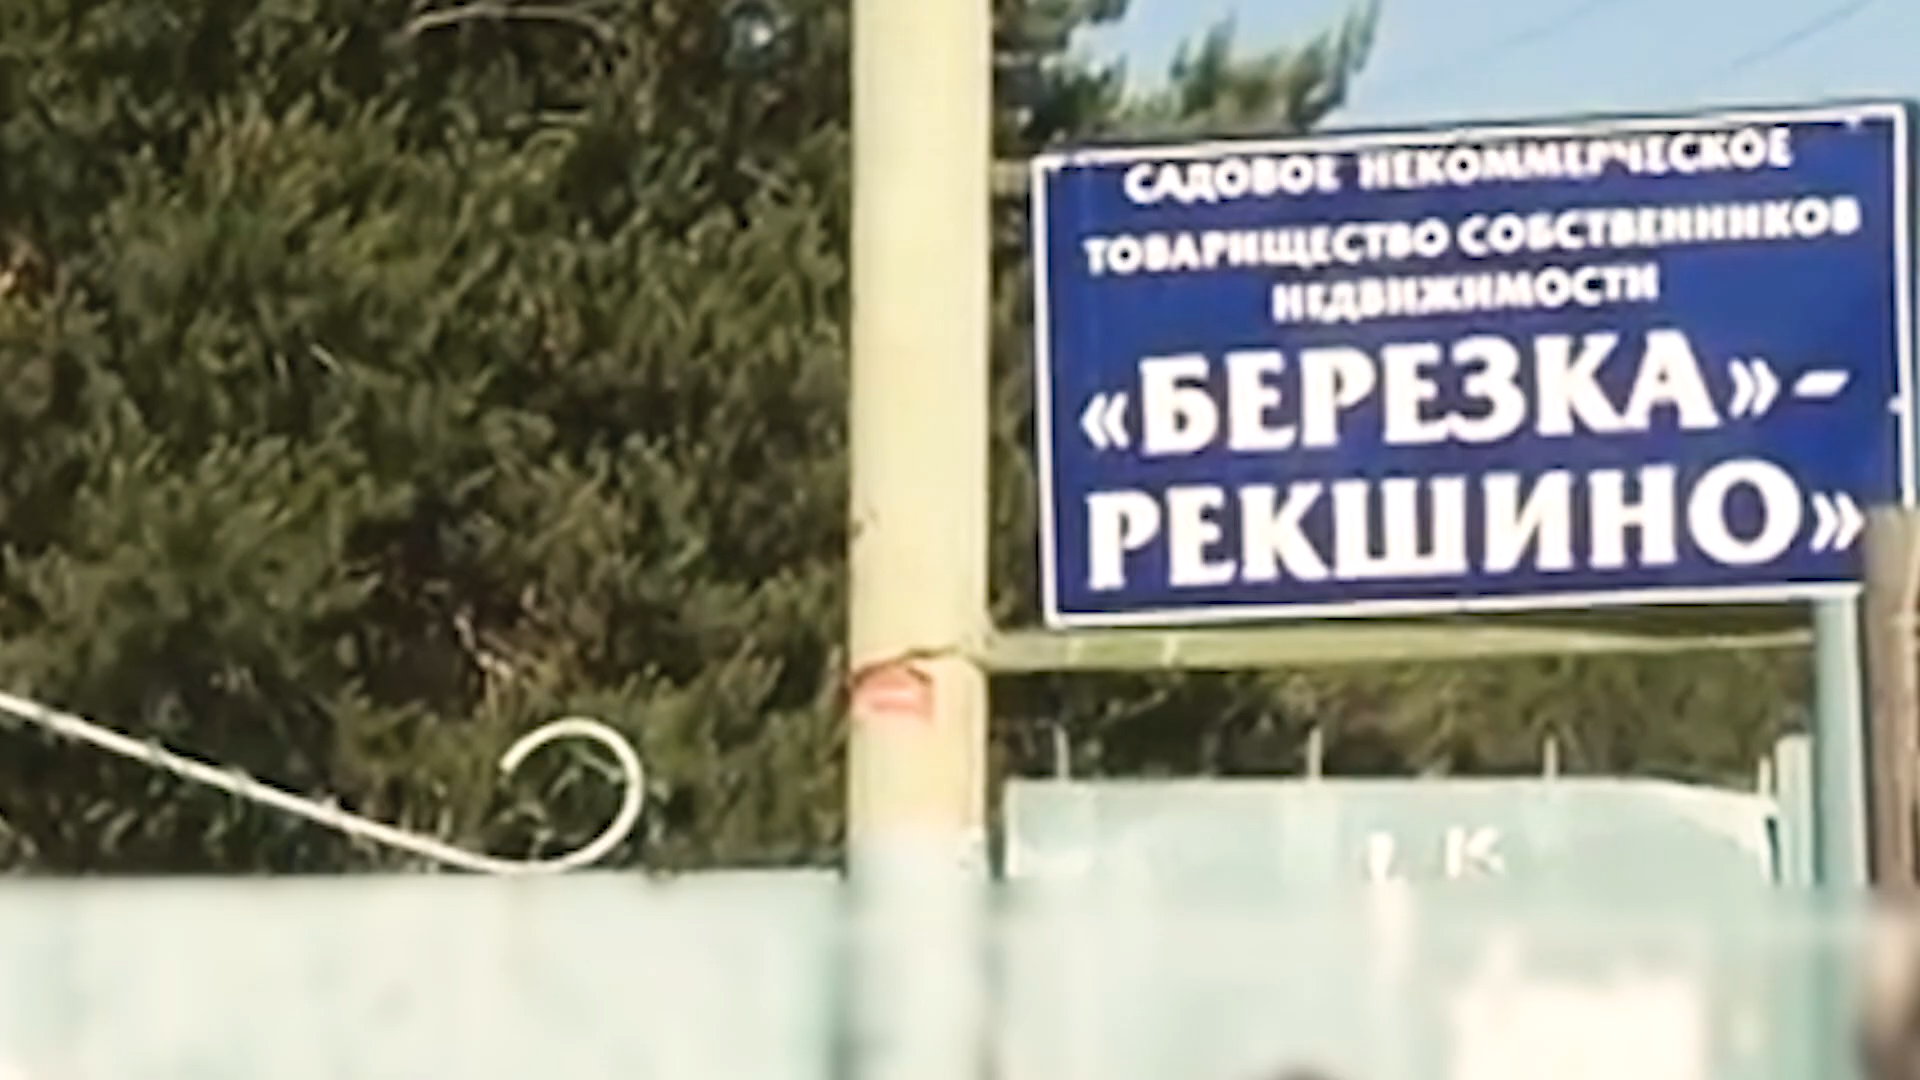 САДОВОЕ НЕКОММЕРЧЕСКОЕ
ТОВАРИЩЕСТВО СОБСТВЕННИКОВ
НЕДВИЖИМОСТИ
«БЕРЕЗКА»-
РЕКШИНО»